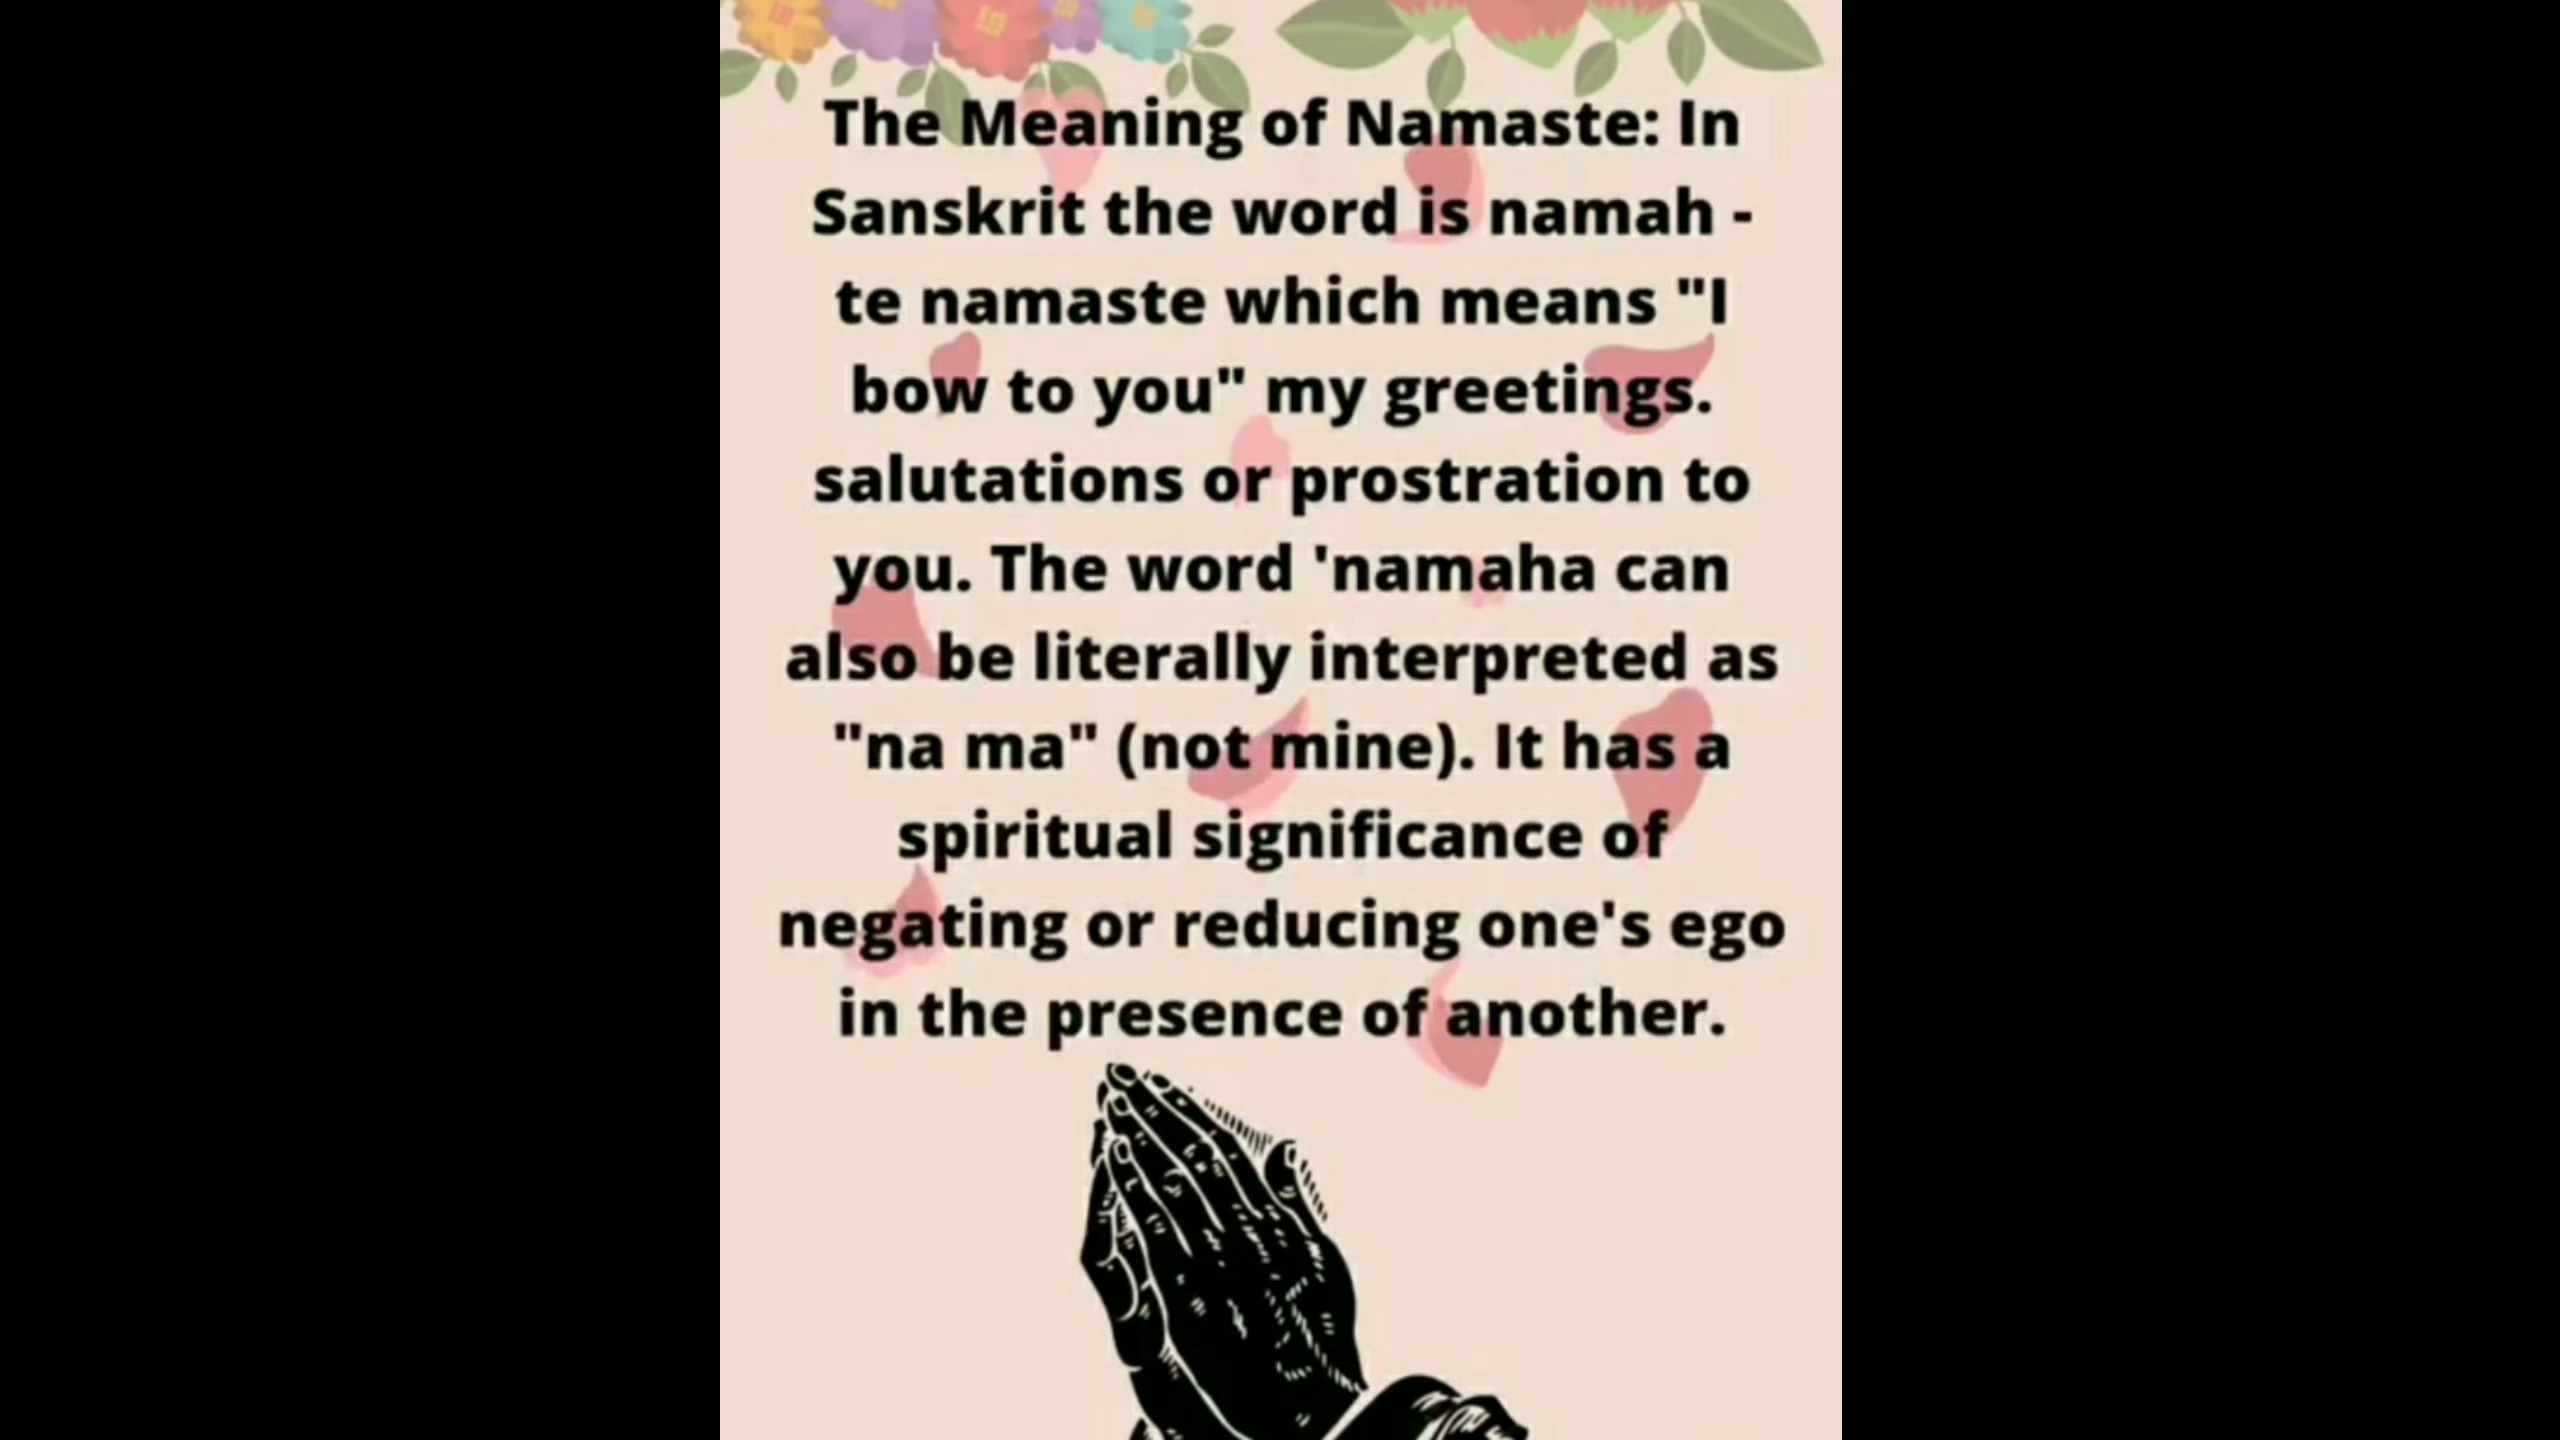 The Meaning of Namaste: In
Sanskrit the word is namah -
te namaste which means "I
bow to you" my greetings.
salutations or prostration to
you. The word 'namaha can
also be literally interpreted as
"na ma" (not mine). It has a
spiritual significance of
negating or reducing one's ego
in the presence of another.